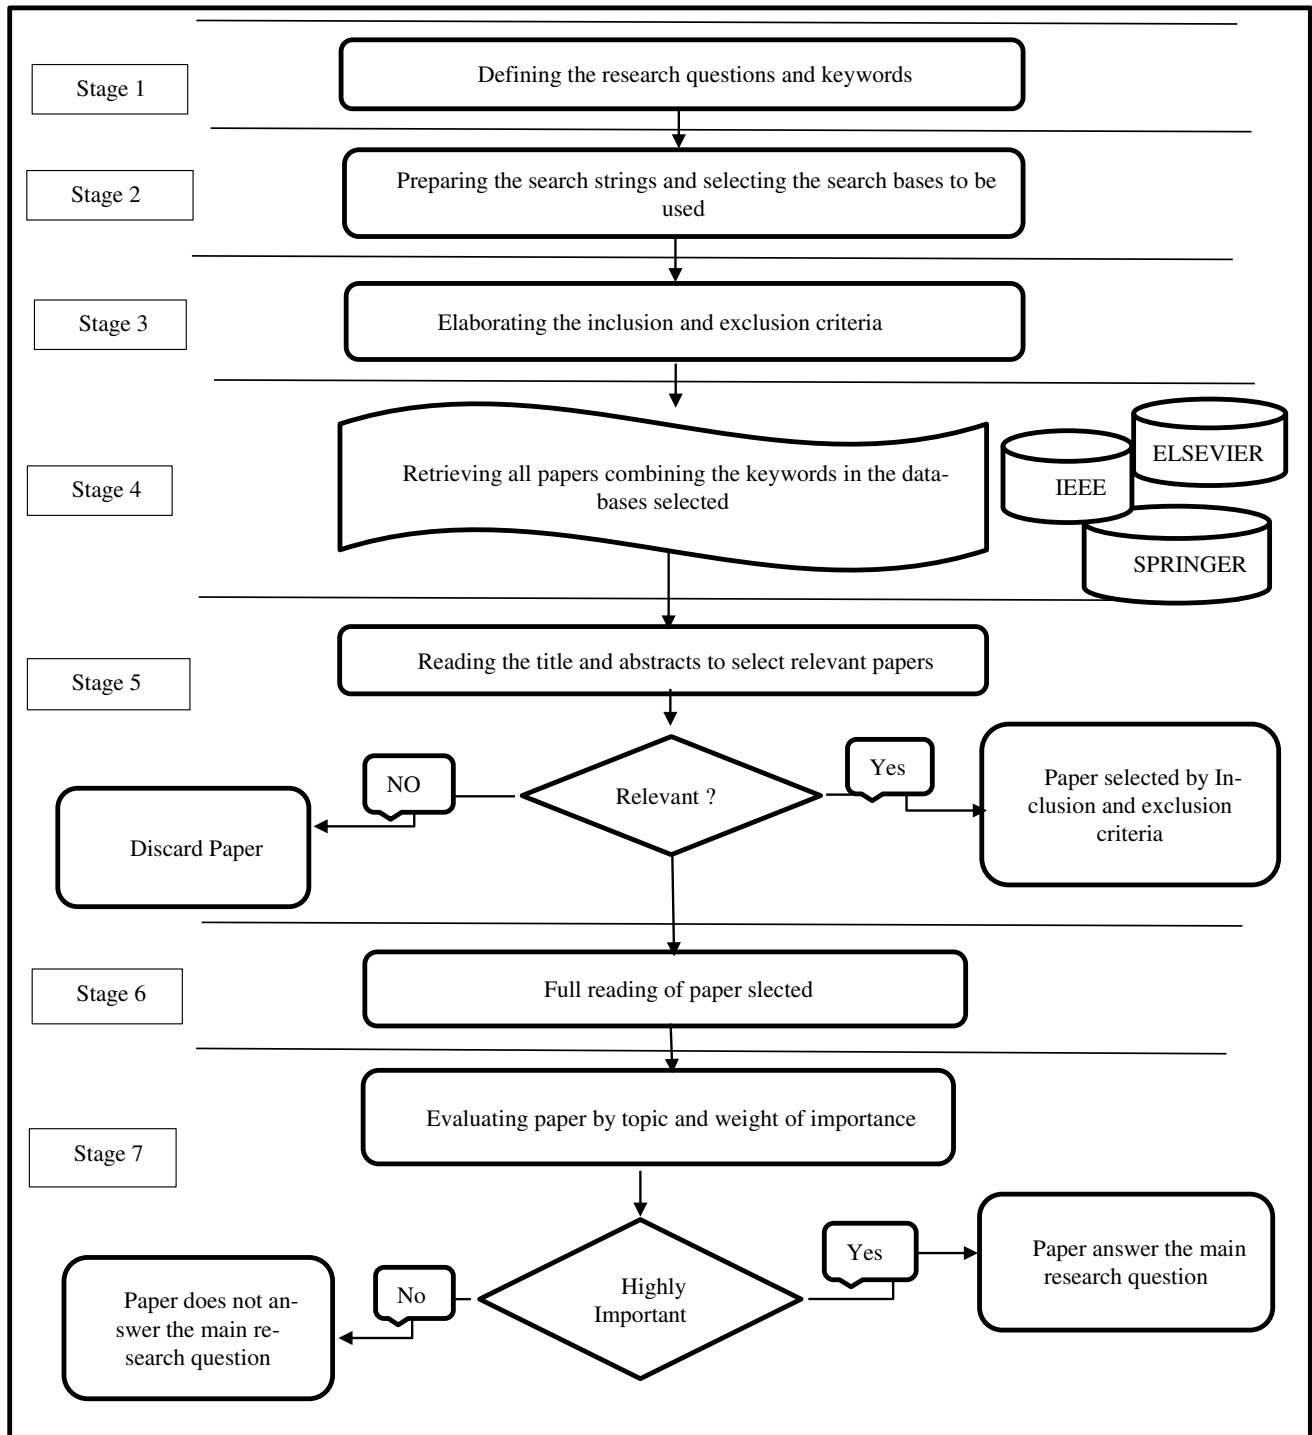 Stage 1
Defining the research questions and keywords
Stage 2
Preparing the search strings and selecting the search bases to be
used
Stage 3
Elaborating the inclusion and exclusion criteria
Stage 4
Retrieving all papers combining the keywords in the data-
bases selected
ELSEVIER
IEEE
SPRINGER
Stage 5
Reading the title and abstracts to select relevant papers
NO
Relevant ?
Yes
Discard Paper
Paper selected by In-
clusion and exclusion
criteria
Stage 6
Full reading of paper slected
Stage 7
Evaluating paper by topic and weight of importance
No
Highly
Important
Yes
Paper does not an-
swer the main re-
search question
Paper answer the main
research question